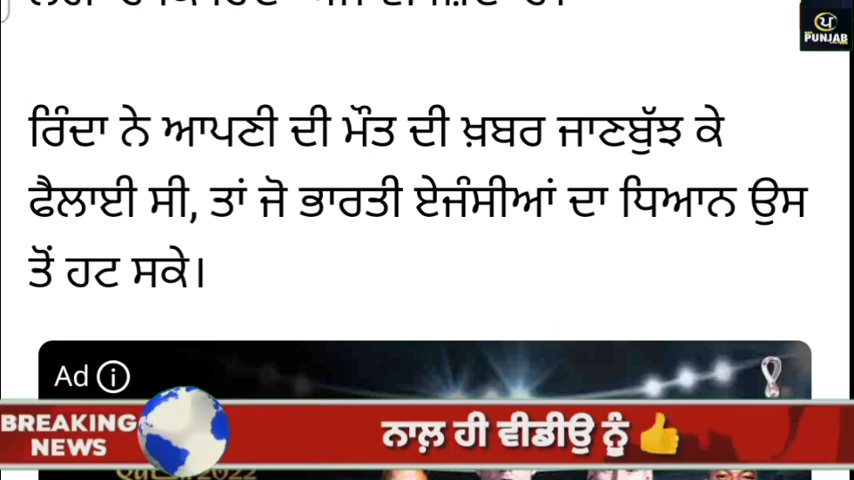 ਪ
PUNJAB
ਰਿੰਦਾ ਨੇ ਆਪਣੀ ਦੀ ਮੌਤ ਦੀ ਖ਼ਬਰ ਜਾਣਬੁੱਝ ਕੇ
ਫੈਲਾਈ ਸੀ, ਤਾਂ ਜੋ ਭਾਰਤੀ ਏਜੰਸੀਆਂ ਦਾ ਧਿਆਨ ਉਸ
ਤੋਂ ਹਟ ਸਕੇ।
Ad
BREAKING
NEWS
ਨਾਲ਼ ਹੀ ਵੀਡੀਉ ਨੂੰ 👍